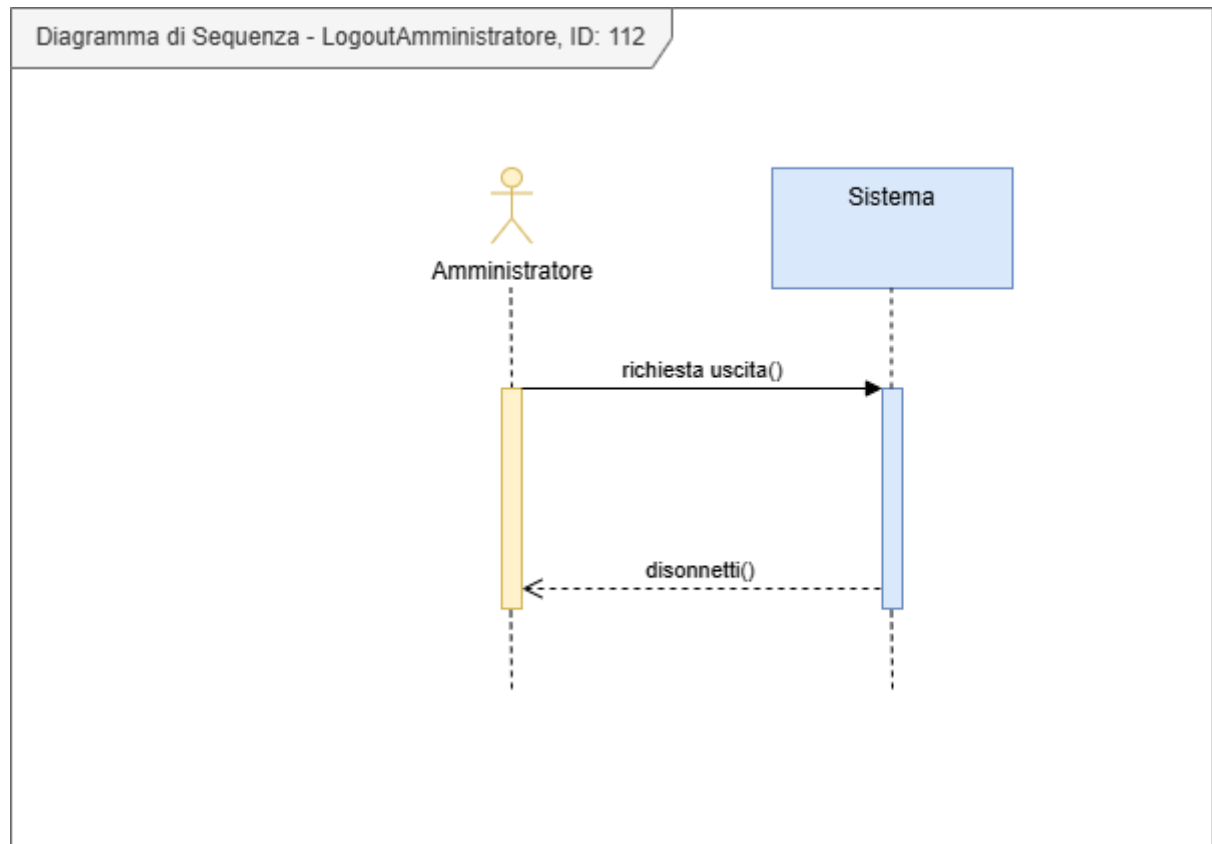 Diagramma di Sequenza - LogoutAmministratore, ID: 112
Sistema
Amministratore
richiesta uscita()
disonnetti()